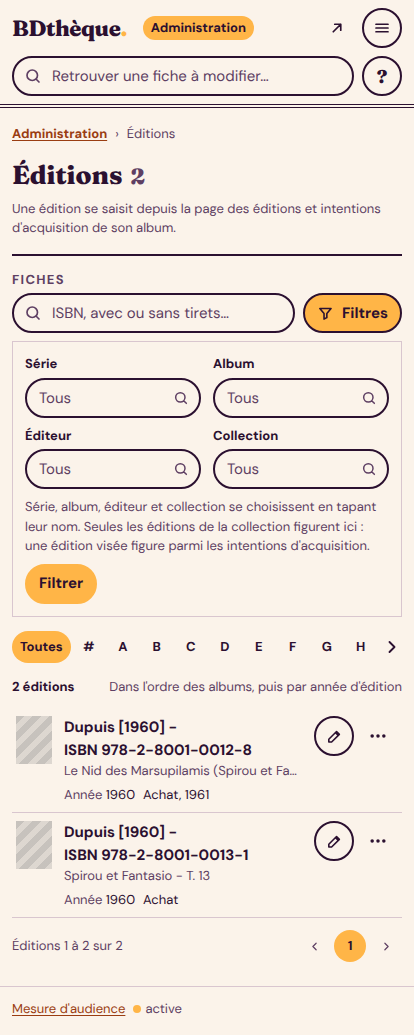 BDthèque. Administration
Retrouver une fiche à modifier... ?
Administration › Éditions
Éditions 2
Une édition se saisit depuis la page des éditions et intentions
d'acquisition de son album.
FICHES
ISBN, avec ou sans tirets... Filtres
Série Album
Tous Tous
Éditeur Collection
Tous Tous
Série, album, éditeur et collection se choisissent en tapant
leur nom. Seules les éditions de la collection figurent ici :
une édition visée figure parmi les intentions d'acquisition.
Filtrer
Toutes # A B C D E F G H
2 éditions Dans l'ordre des albums, puis par année d'édition
Dupuis [1960] -
ISBN 978-2-8001-0012-8
Le Nid des Marsupilamis (Spirou et Fa...
Année 1960 Achat, 1961
Dupuis [1960] -
ISBN 978-2-8001-0013-1
Spirou et Fantasio - T. 13
Année 1960 Achat
Éditions 1 à 2 sur 2 ‹ 1 ›
Mesure d'audience active